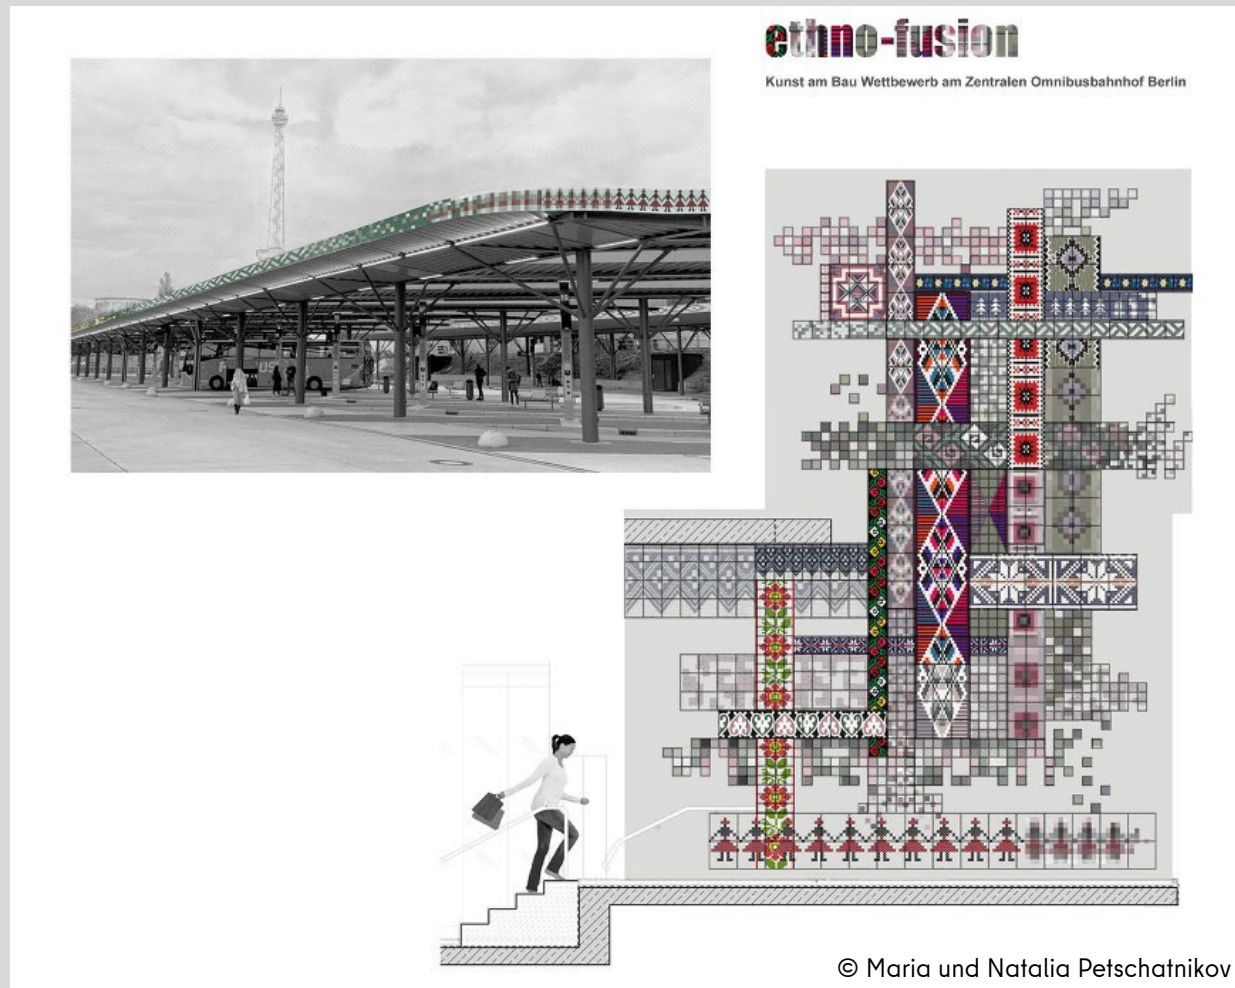 ethno-fusion
Kunst am Bau Wettbewerb am Zentralen Omnibusbahnhof Berlin
© Maria und Natalia Petschatnikov